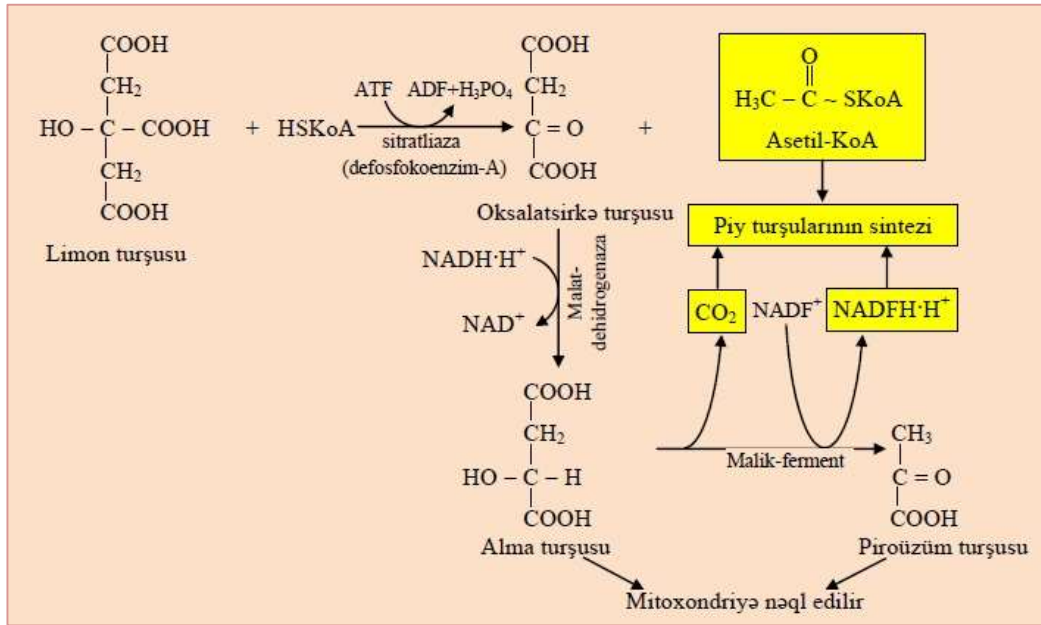 COOH
CH₂
HO – C – COOH
CH₂
COOH
Limon turşusu
+
HSKoA
ATF ADF+H₃PO₄
sitratliaza
(defosfokoenzim-A)
COOH
CH₂
C = O
COOH
Oksalatsirkə turşusu
+
O
H₃C – C ~ SKoA
Asetil-KoA
Piy turşularının sintezi
NADH·H⁺
NAD⁺
Malat-
dehidrogenaza
CO₂ NADF⁺ NADFH·H⁺
COOH
CH₂
HO – C – H
COOH
Alma turşusu
Malik-ferment
CH₃
C = O
COOH
Piroüzüm turşusu
Mitoxondriyə nəql edilir